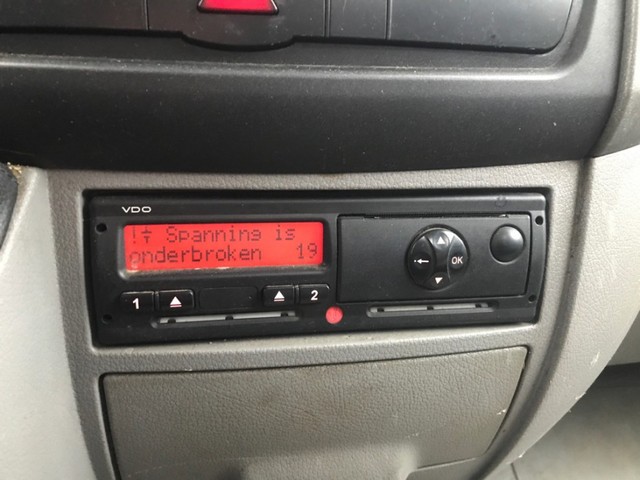 VDO
! Spanning is
onderbroken 19
OK
1 2